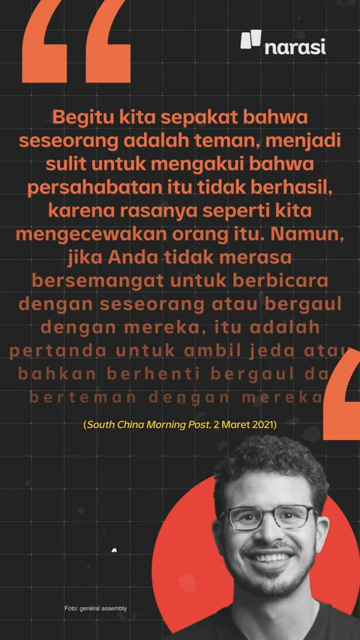 narasi
Begitu kita sepakat bahwa
seseorang adalah teman, menjadi
sulit untuk mengakui bahwa
persahabatan itu tidak berhasil,
karena rasanya seperti kita
mengecewakan orang itu. Namun,
jika Anda tidak merasa
bersemangat untuk berbicara
dengan seseorang atau bergaul
dengan mereka, itu adalah
pertanda untuk ambil jeda atau
bahkan berhenti bergaul da
berteman dengan mereka
(South China Morning Post, 2 Maret 2021)
Foto: general assembly